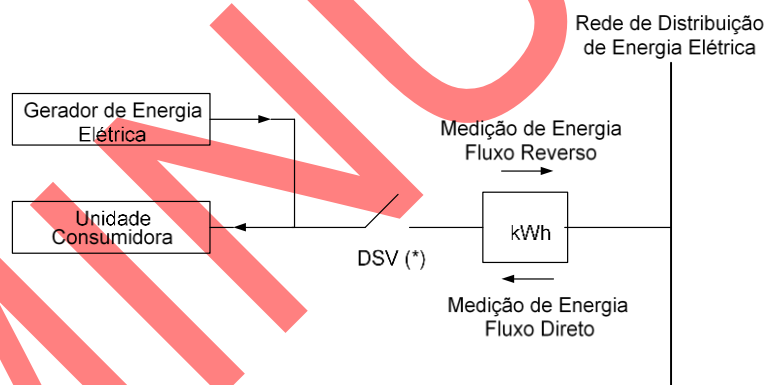 Rede de Distribuição
de Energia Elétrica
Gerador de Energia
Elétrica
Medição de Energia
Fluxo Reverso
Unidade
Consumidora
kWh
DSV (*)
Medição de Energia
Fluxo Direto